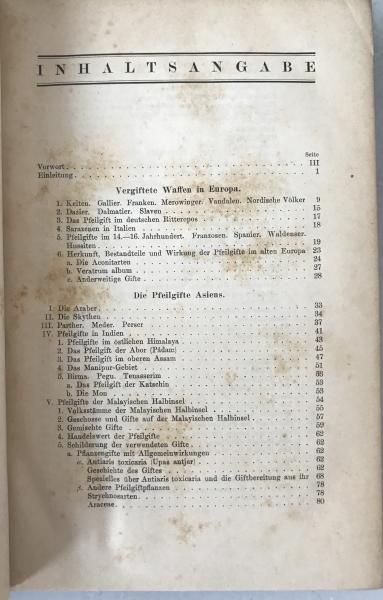 INHALTSANGABE
Seite
Vorwort III
Einleitung 1
Vergiftete Waffen in Europa.
1. Kelten. Gallier. Franken. Merowinger. Vandalen. Nordische Völker 9
2. Dazier. Dalmatier. Slaven 15
3. Das Pfeilgift im deutschen Ritterepos 17
4. Sarazenen in Italien 18
5. Pfeilgifte im 14.—16. Jahrhundert. Franzosen. Spanier. Waldenser.
Hussiten 19
6. Herkunft, Bestandteile und Wirkung der Pfeilgifte im alten Europa 23
a. Die Aconitarten 24
b. Veratrum album 27
c. Anderweitige Gifte 28
Die Pfeilgifte Asiens.
I. Die Araber 33
II. Die Skythen 34
III. Parther. Meder. Perser 37
IV. Pfeilgifte in Indien 41
1. Pfeilgifte im östlichen Himalaya 43
2. Das Pfeilgift der Abor (Pádam) 45
3. Das Pfeilgift im oberen Assam 47
4. Das Manipur-Gebiet 51
5. Birma. Pegu. Tenasserim 53
a. Das Pfeilgift der Katschin 53
b. Die Mon 53
V. Pfeilgifte der Malayischen Halbinsel 54
1. Volksstämme der Malayischen Halbinsel 55
2. Geschosse und Gifte auf der Malayischen Halbinsel 57
3. Gemischte Gifte 59
4. Handelswert der Pfeilgifte 62
5. Schilderung der verwendeten Gifte 62
a. Pflanzengifte mit Allgemeinwirkungen 62
α. Antiaris toxicaria (Upas antjar) 62
Geschichte des Giftes 62
Spezielles über Antiaris toxicaria und die Giftbereitung aus ihr 68
β. Andere Pfeilgiftpflanzen 78
Strychnosarten 78
Araceae 80